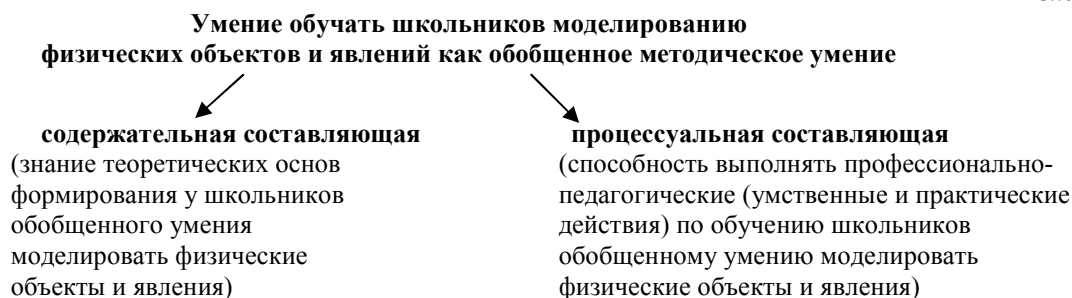 Умение обучать школьников моделированию
физических объектов и явлений как обобщенное методическое умение
содержательная составляющая
(знание теоретических основ
формирования у школьников
обобщенного умения
моделировать физические
объекты и явления)
процессуальная составляющая
(способность выполнять профессионально-
педагогические (умственные и практические
действия) по обучению школьников
обобщенному умению моделировать
физические объекты и явления)